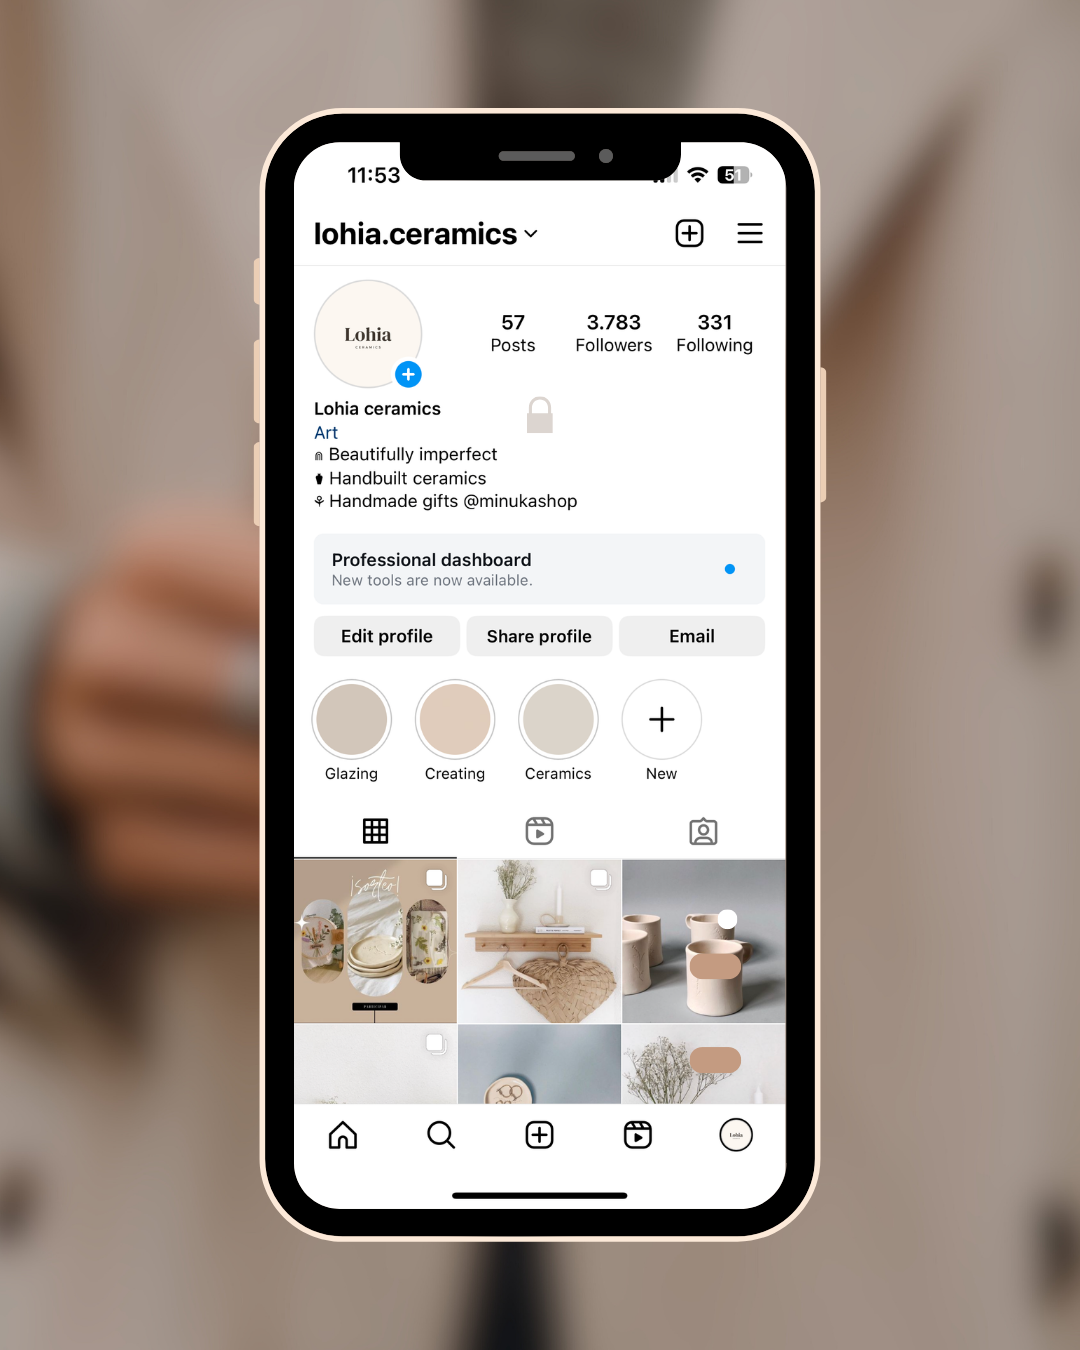 11:53
51
lohia.ceramics
Lohia
CERAMICS
57
3.783
331
Posts
Followers
Following
Lohia ceramics
Art
Beautifully imperfect
Handbuilt ceramics
Handmade gifts @minukashop
Professional dashboard
New tools are now available.
Edit profile
Share profile
Email
Glazing
Creating
Ceramics
New
¡sorteo!
Lohia